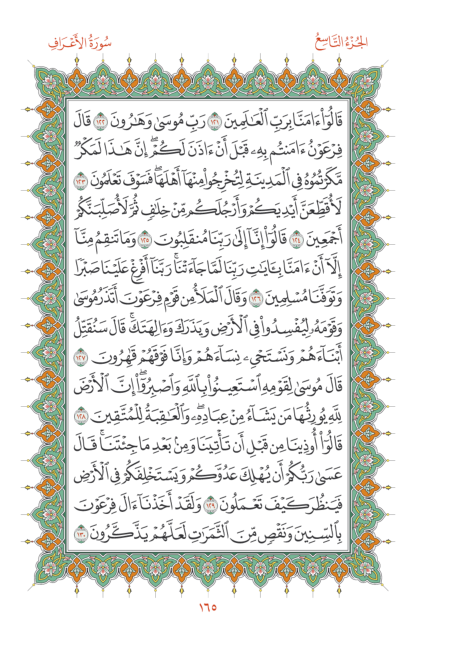 الجُزْءُ التَّاسِعُ
سُورَةُ الأَعْرَافِ
قَالُوٓاْ ءَامَنَّا بِرَبِّ ٱلْعَٰلَمِينَ ١٢١ رَبِّ مُوسَىٰ وَهَٰرُونَ ١٢٢ قَالَ
فِرْعَوْنُ ءَامَنتُم بِهِۦ قَبْلَ أَنْ ءَاذَنَ لَكُمْۖ إِنَّ هَٰذَا لَمَكْرٌ
مَّكَرْتُمُوهُ فِي ٱلْمَدِينَةِ لِتُخْرِجُواْ مِنْهَآ أَهْلَهَاۖ فَسَوْفَ تَعْلَمُونَ ١٢٣
لَأُقَطِّعَنَّ أَيْدِيَكُمْ وَأَرْجُلَكُم مِّنْ خِلَٰفٍ ثُمَّ لَأُصَلِّبَنَّكُمْ
أَجْمَعِينَ ١٢٤ قَالُوٓاْ إِنَّآ إِلَىٰ رَبِّنَا مُنقَلِبُونَ ١٢٥ وَمَا تَنقِمُ مِنَّآ
إِلَّآ أَنْ ءَامَنَّا بِـَٔايَٰتِ رَبِّنَا لَمَّا جَآءَتْنَاۚ رَبَّنَآ أَفْرِغْ عَلَيْنَا صَبْرًا
وَتَوَفَّنَا مُسْلِمِينَ ١٢٦ وَقَالَ ٱلْمَلَأُ مِن قَوْمِ فِرْعَوْنَ أَتَذَرُ مُوسَىٰ
وَقَوْمَهُۥ لِيُفْسِدُواْ فِي ٱلْأَرْضِ وَيَذَرَكَ وَءَالِهَتَكَۚ قَالَ سَنُقَتِّلُ
أَبْنَآءَهُمْ وَنَسْتَحْيِۦ نِسَآءَهُمْ وَإِنَّا فَوْقَهُمْ قَٰهِرُونَ ١٢٧
قَالَ مُوسَىٰ لِقَوْمِهِ ٱسْتَعِينُواْ بِٱللَّهِ وَٱصْبِرُوٓاْۖ إِنَّ ٱلْأَرْضَ
لِلَّهِ يُورِثُهَا مَن يَشَآءُ مِنْ عِبَادِهِۦۖ وَٱلْعَٰقِبَةُ لِلْمُتَّقِينَ ١٢٨
قَالُوٓاْ أُوذِينَا مِن قَبْلِ أَن تَأْتِيَنَا وَمِنۢ بَعْدِ مَا جِئْتَنَاۚ قَالَ
عَسَىٰ رَبُّكُمْ أَن يُهْلِكَ عَدُوَّكُمْ وَيَسْتَخْلِفَكُمْ فِي ٱلْأَرْضِ
فَيَنظُرَ كَيْفَ تَعْمَلُونَ ١٢٩ وَلَقَدْ أَخَذْنَآ ءَالَ فِرْعَوْنَ
بِٱلسِّنِينَ وَنَقْصٍ مِّنَ ٱلثَّمَرَٰتِ لَعَلَّهُمْ يَذَّكَّرُونَ ١٣٠
١٦٥